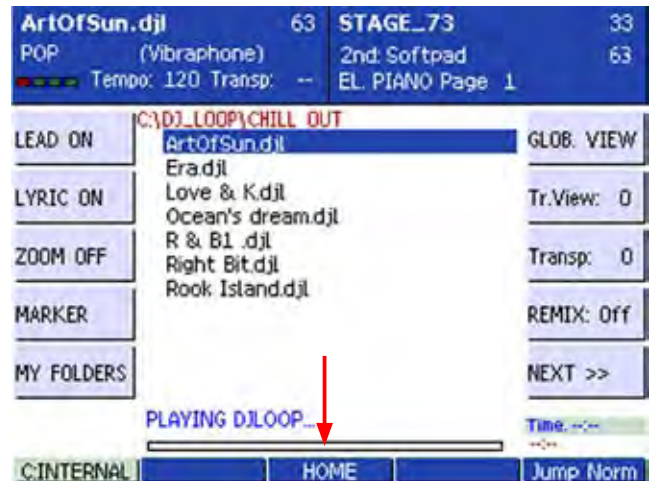 ArtOfSun.djl 63 STAGE_73 33
POP (Vibraphone) 2nd: Softpad 63
Tempo: 120 Transp: -- EL. PIANO Page 1
C:\DJ_LOOP\CHILL OUT
LEAD ON
LYRIC ON
ZOOM OFF
MARKER
MY FOLDERS
ArtOfSun.djl
Era.djl
Love & K.djl
Ocean's dream.djl
R & B1 .djl
Right Bit.djl
Rook Island.djl
GLOB. VIEW
Tr.View: 0
Transp: 0
REMIX: Off
NEXT >>
PLAYING DJLOOP...
Time. --:--
--:--
C:INTERNAL HOME Jump Norm